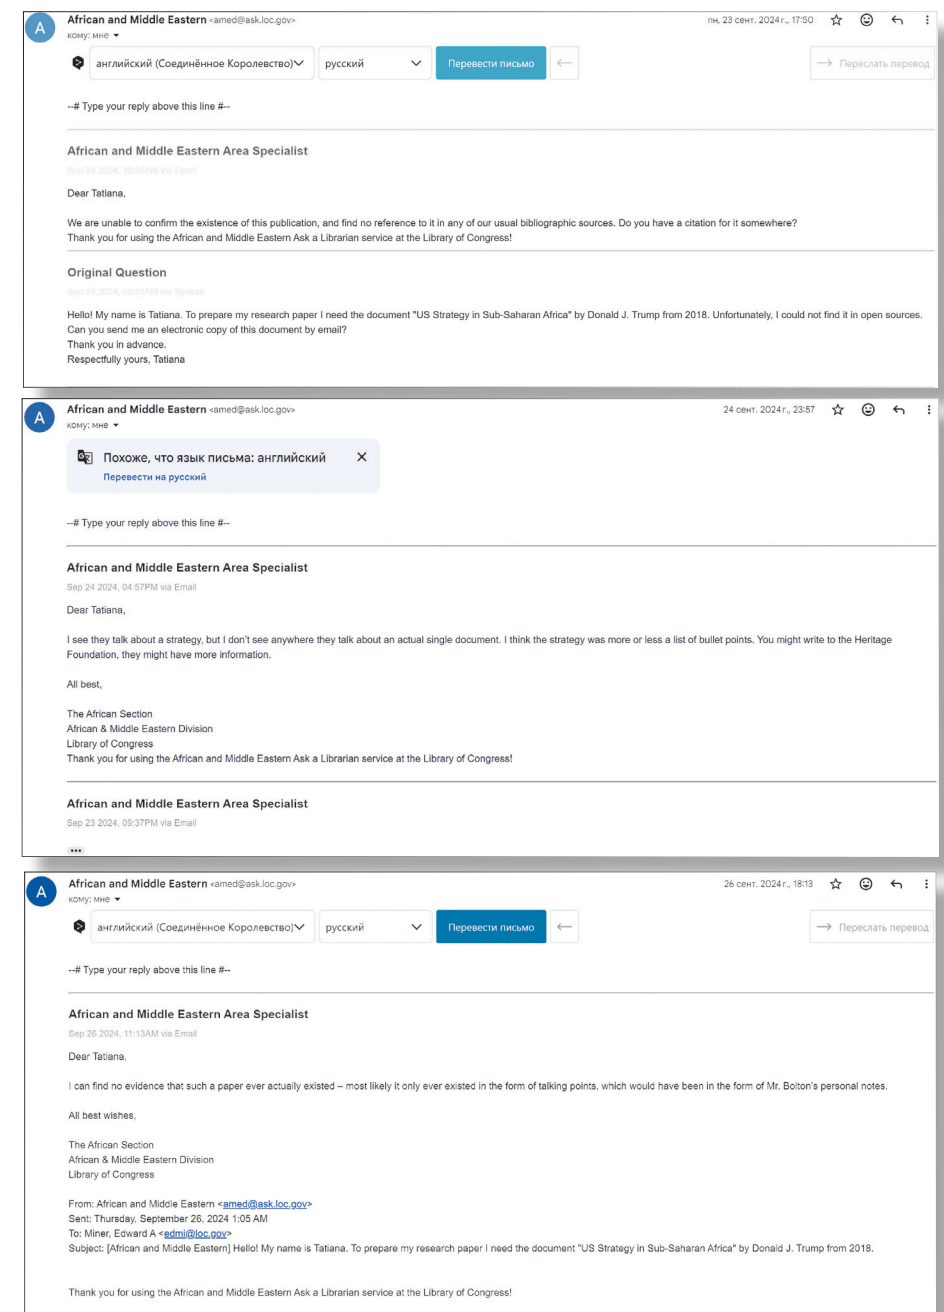 A
African and Middle Eastern <amed@ask.loc.gov>
пн, 23 сент. 2024 г., 17:50
кому: мне
английский (Соединённое Королевство)
русский
Перевести письмо
Переслать перевод
--# Type your reply above this line #--
African and Middle Eastern Area Specialist
Sep 23 2024, 10:50AM via Email
Dear Tatiana,
We are unable to confirm the existence of this publication, and find no reference to it in any of our usual bibliographic sources. Do you have a citation for it somewhere?
Thank you for using the African and Middle Eastern Ask a Librarian service at the Library of Congress!
Original Question
Sep 23 2024, 05:51AM via System
Hello! My name is Tatiana. To prepare my research paper I need the document "US Strategy in Sub-Saharan Africa" by Donald J. Trump from 2018. Unfortunately, I could not find it in open sources.
Can you send me an electronic copy of this document by email?
Thank you in advance.
Respectfully yours, Tatiana
A
African and Middle Eastern <amed@ask.loc.gov>
24 сент. 2024 г., 23:57
кому: мне
Похоже, что язык письма: английский
Перевести на русский
--# Type your reply above this line #--
African and Middle Eastern Area Specialist
Sep 24 2024, 04:57PM via Email
Dear Tatiana,
I see they talk about a strategy, but I don't see anywhere they talk about an actual single document. I think the strategy was more or less a list of bullet points. You might write to the Heritage
Foundation, they might have more information.
All best,
The African Section
African & Middle Eastern Division
Library of Congress
Thank you for using the African and Middle Eastern Ask a Librarian service at the Library of Congress!
African and Middle Eastern Area Specialist
Sep 23 2024, 09:37PM via Email
A
African and Middle Eastern <amed@ask.loc.gov>
26 сент. 2024 г., 18:13
кому: мне
английский (Соединённое Королевство)
русский
Перевести письмо
Переслать перевод
--# Type your reply above this line #--
African and Middle Eastern Area Specialist
Sep 26 2024, 11:13AM via Email
Dear Tatiana,
I can find no evidence that such a paper ever actually existed – most likely it only ever existed in the form of talking points, which would have been in the form of Mr. Bolton's personal notes.
All best wishes,
The African Section
African & Middle Eastern Division
Library of Congress
From: African and Middle Eastern <amed@ask.loc.gov>
Sent: Thursday, September 26, 2024 1:05 AM
To: Miner, Edward A <edmi@loc.gov>
Subject: [African and Middle Eastern] Hello! My name is Tatiana. To prepare my research paper I need the document "US Strategy in Sub-Saharan Africa" by Donald J. Trump from 2018.
Thank you for using the African and Middle Eastern Ask a Librarian service at the Library of Congress!